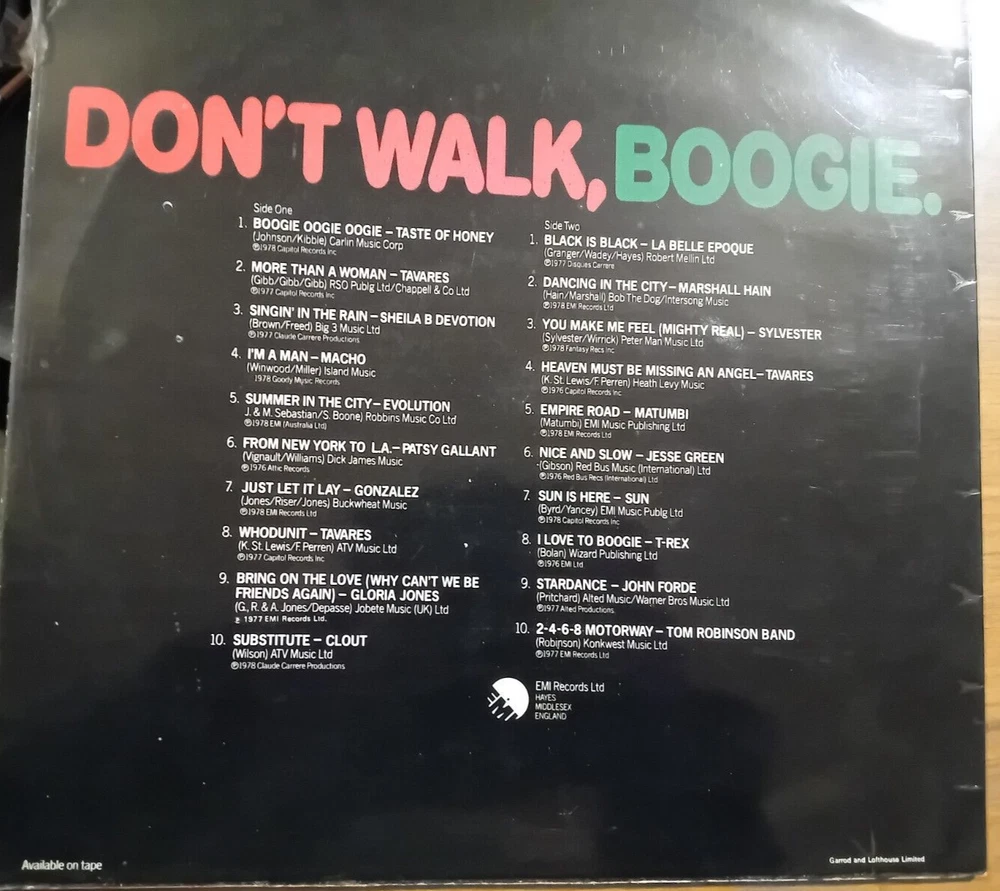 DON'T WALK, BOOGIE.
Side One
1. BOOGIE OOGIE OOGIE – TASTE OF HONEY
(Johnson/Kibble) Carlin Music Corp
℗1978 Capitol Records Inc
2. MORE THAN A WOMAN – TAVARES
(Gibb/Gibb/Gibb) RSO Publg Ltd/Chappell & Co Ltd
℗1977 Capitol Records Inc
3. SINGIN' IN THE RAIN – SHEILA B DEVOTION
(Brown/Freed) Big 3 Music Ltd
℗1977 Claude Carrere Productions
4. I'M A MAN – MACHO
(Winwood/Miller) Island Music
1978 Goody Music Records
5. SUMMER IN THE CITY – EVOLUTION
J. & M. Sebastian/S. Boone) Robbins Music Co Ltd
℗1978 EMI (Australia Ltd)
6. FROM NEW YORK TO L.A. – PATSY GALLANT
(Vignault/Williams) Dick James Music
℗1976 Attic Records
7. JUST LET IT LAY – GONZALEZ
(Jones/Riser/Jones) Buckwheat Music
℗1978 EMI Records Ltd
8. WHODUNIT – TAVARES
(K. St. Lewis/F. Perren) ATV Music Ltd
℗1977 Capitol Records Inc
9. BRING ON THE LOVE (WHY CAN'T WE BE
FRIENDS AGAIN) – GLORIA JONES
(G., R. & A. Jones/Depasse) Jobete Music (UK) Ltd
℗ 1977 EMI Records Ltd.
10. SUBSTITUTE – CLOUT
(Wilson) ATV Music Ltd
℗1978 Claude Carrere Productions
Side Two
1. BLACK IS BLACK – LA BELLE EPOQUE
(Granger/Wadey/Hayes) Robert Mellin Ltd
℗1977 Disques Carrere
2. DANCING IN THE CITY – MARSHALL HAIN
(Hain/Marshall) Bob The Dog/Intersong Music
℗1978 EMI Records Ltd
3. YOU MAKE ME FEEL (MIGHTY REAL) – SYLVESTER
(Sylvester/Wirrick) Peter Man Music Ltd
℗1978 Fantasy Recs Inc
4. HEAVEN MUST BE MISSING AN ANGEL – TAVARES
(K. St. Lewis/F. Perren) Heath Levy Music
℗1976 Capitol Records Inc
5. EMPIRE ROAD – MATUMBI
(Matumbi) EMI Music Publishing Ltd
℗1978 EMI Records Ltd
6. NICE AND SLOW – JESSE GREEN
(Gibson) Red Bus Music (International) Ltd
℗1976 Red Bus Recs (International) Ltd
7. SUN IS HERE – SUN
(Byrd/Yancey) EMI Music Publg Ltd
℗1978 Capitol Records Inc
8. I LOVE TO BOOGIE – T-REX
(Bolan) Wizard Publishing Ltd
℗1976 EMI Ltd
9. STARDANCE – JOHN FORDE
(Pritchard) Alted Music/Warner Bros Music Ltd
℗1977 Alted Productions
10. 2-4-6-8 MOTORWAY – TOM ROBINSON BAND
(Robinson) Konkwest Music Ltd
℗1977 EMI Records Ltd
EMI
EMI Records Ltd
HAYES
MIDDLESEX
ENGLAND
Available on tape
Garrod and Lofthouse Limited